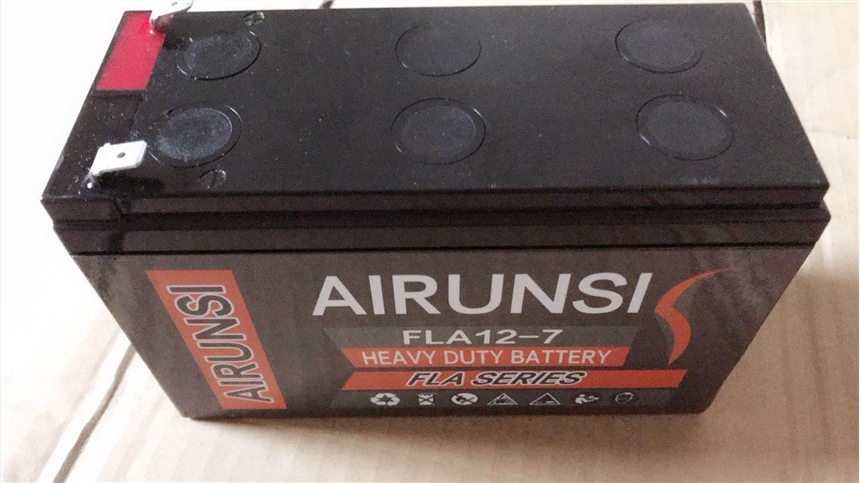 AIRUNSI
AIRUNSI
FLA12-7
HEAVY DUTY BATTERY
FLA SERIES